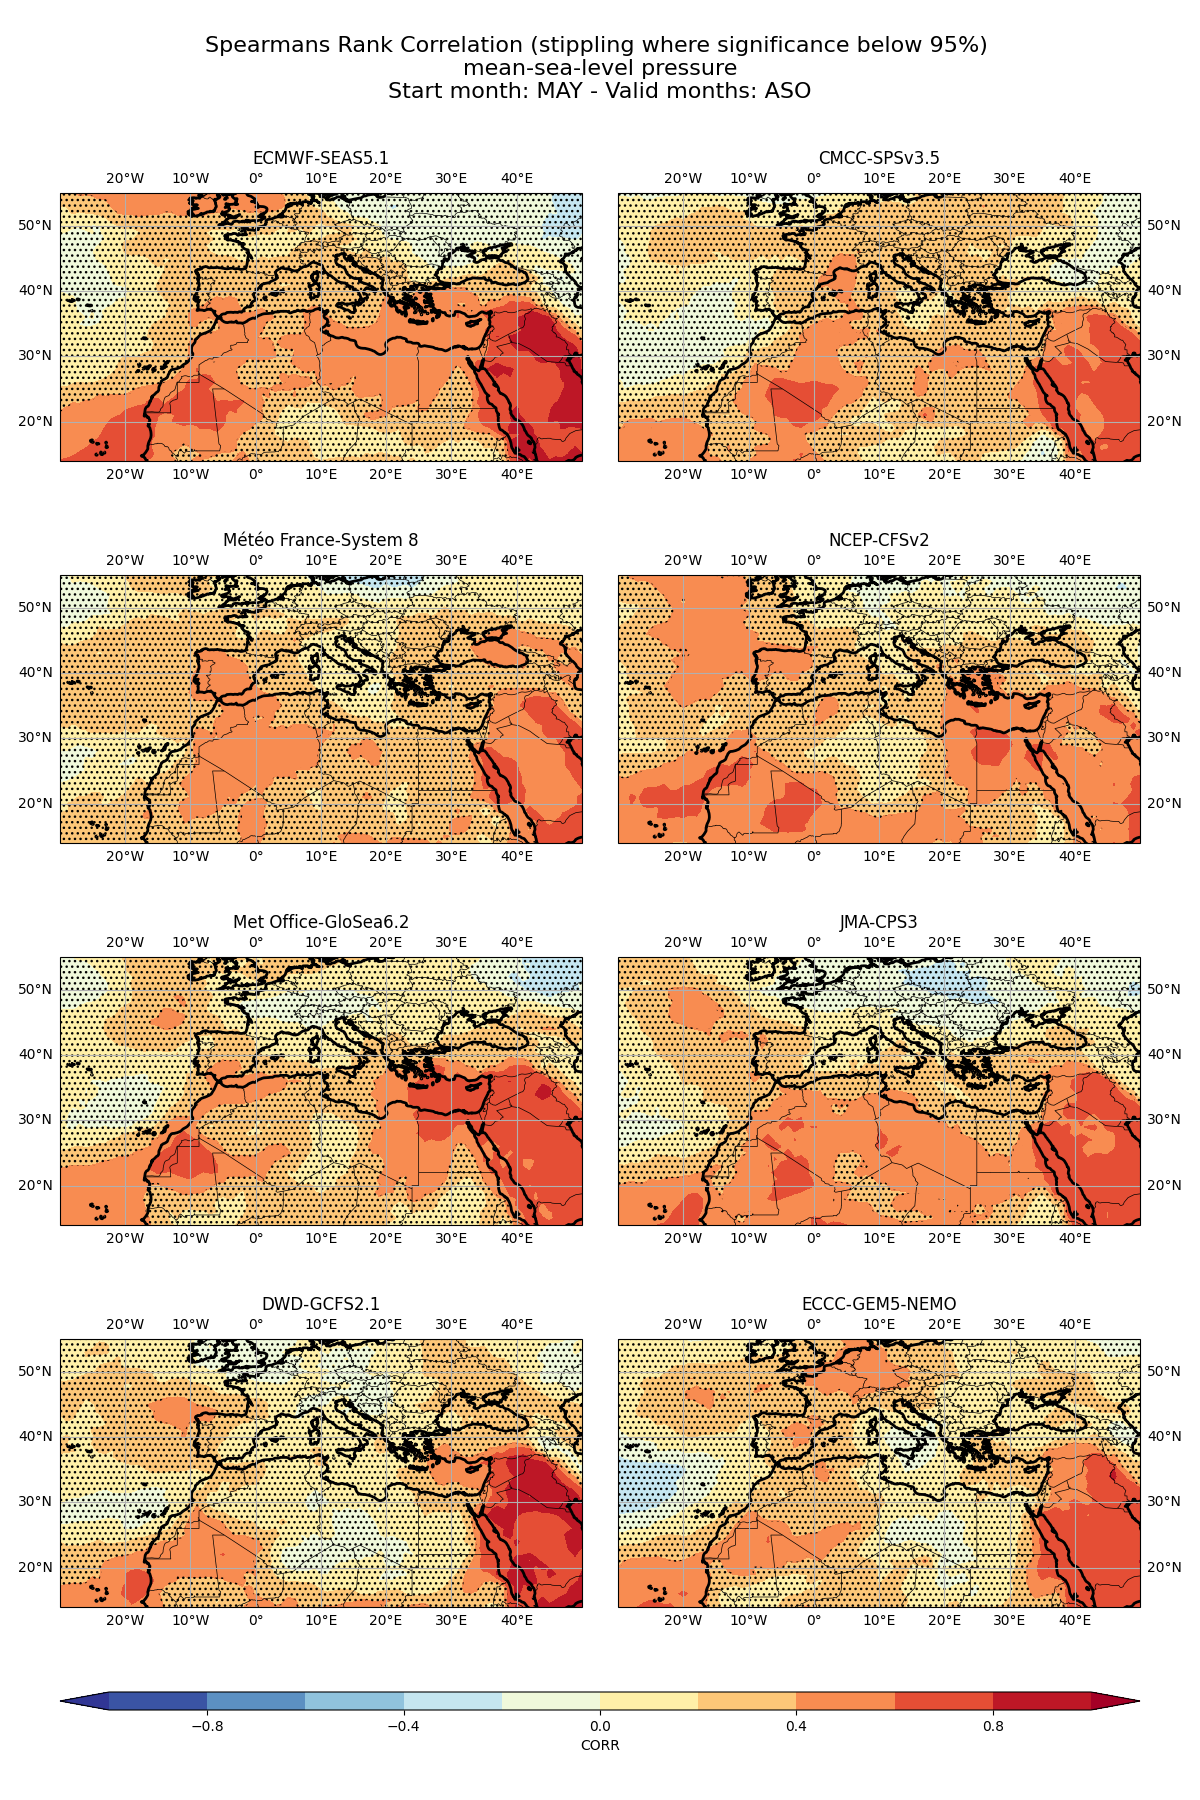 Spearmans Rank Correlation (stippling where significance below 95%)
mean-sea-level pressure
Start month: MAY - Valid months: ASO
ECMWF-SEAS5.1
CMCC-SPSv3.5
20°W 10°W 0° 10°E 20°E 30°E 40°E
20°W 10°W 0° 10°E 20°E 30°E 40°E
50°N
50°N
40°N
40°N
30°N
30°N
20°N
20°N
20°W 10°W 0° 10°E 20°E 30°E 40°E
20°W 10°W 0° 10°E 20°E 30°E 40°E
Météo France-System 8
NCEP-CFSv2
20°W 10°W 0° 10°E 20°E 30°E 40°E
20°W 10°W 0° 10°E 20°E 30°E 40°E
50°N
50°N
40°N
40°N
30°N
30°N
20°N
20°N
20°W 10°W 0° 10°E 20°E 30°E 40°E
20°W 10°W 0° 10°E 20°E 30°E 40°E
Met Office-GloSea6.2
JMA-CPS3
20°W 10°W 0° 10°E 20°E 30°E 40°E
20°W 10°W 0° 10°E 20°E 30°E 40°E
50°N
50°N
40°N
40°N
30°N
30°N
20°N
20°N
20°W 10°W 0° 10°E 20°E 30°E 40°E
20°W 10°W 0° 10°E 20°E 30°E 40°E
DWD-GCFS2.1
ECCC-GEM5-NEMO
20°W 10°W 0° 10°E 20°E 30°E 40°E
20°W 10°W 0° 10°E 20°E 30°E 40°E
50°N
50°N
40°N
40°N
30°N
30°N
20°N
20°N
20°W 10°W 0° 10°E 20°E 30°E 40°E
20°W 10°W 0° 10°E 20°E 30°E 40°E
−0.8 −0.4 0.0 0.4 0.8
CORR